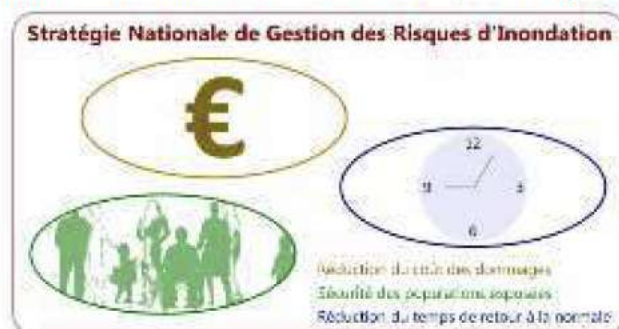 Stratégie Nationale de Gestion des Risques d'Inondation
€
12
9 3
6
Réduction du coût des dommages
Sécurité des populations exposées
Réduction du temps de retour à la normale